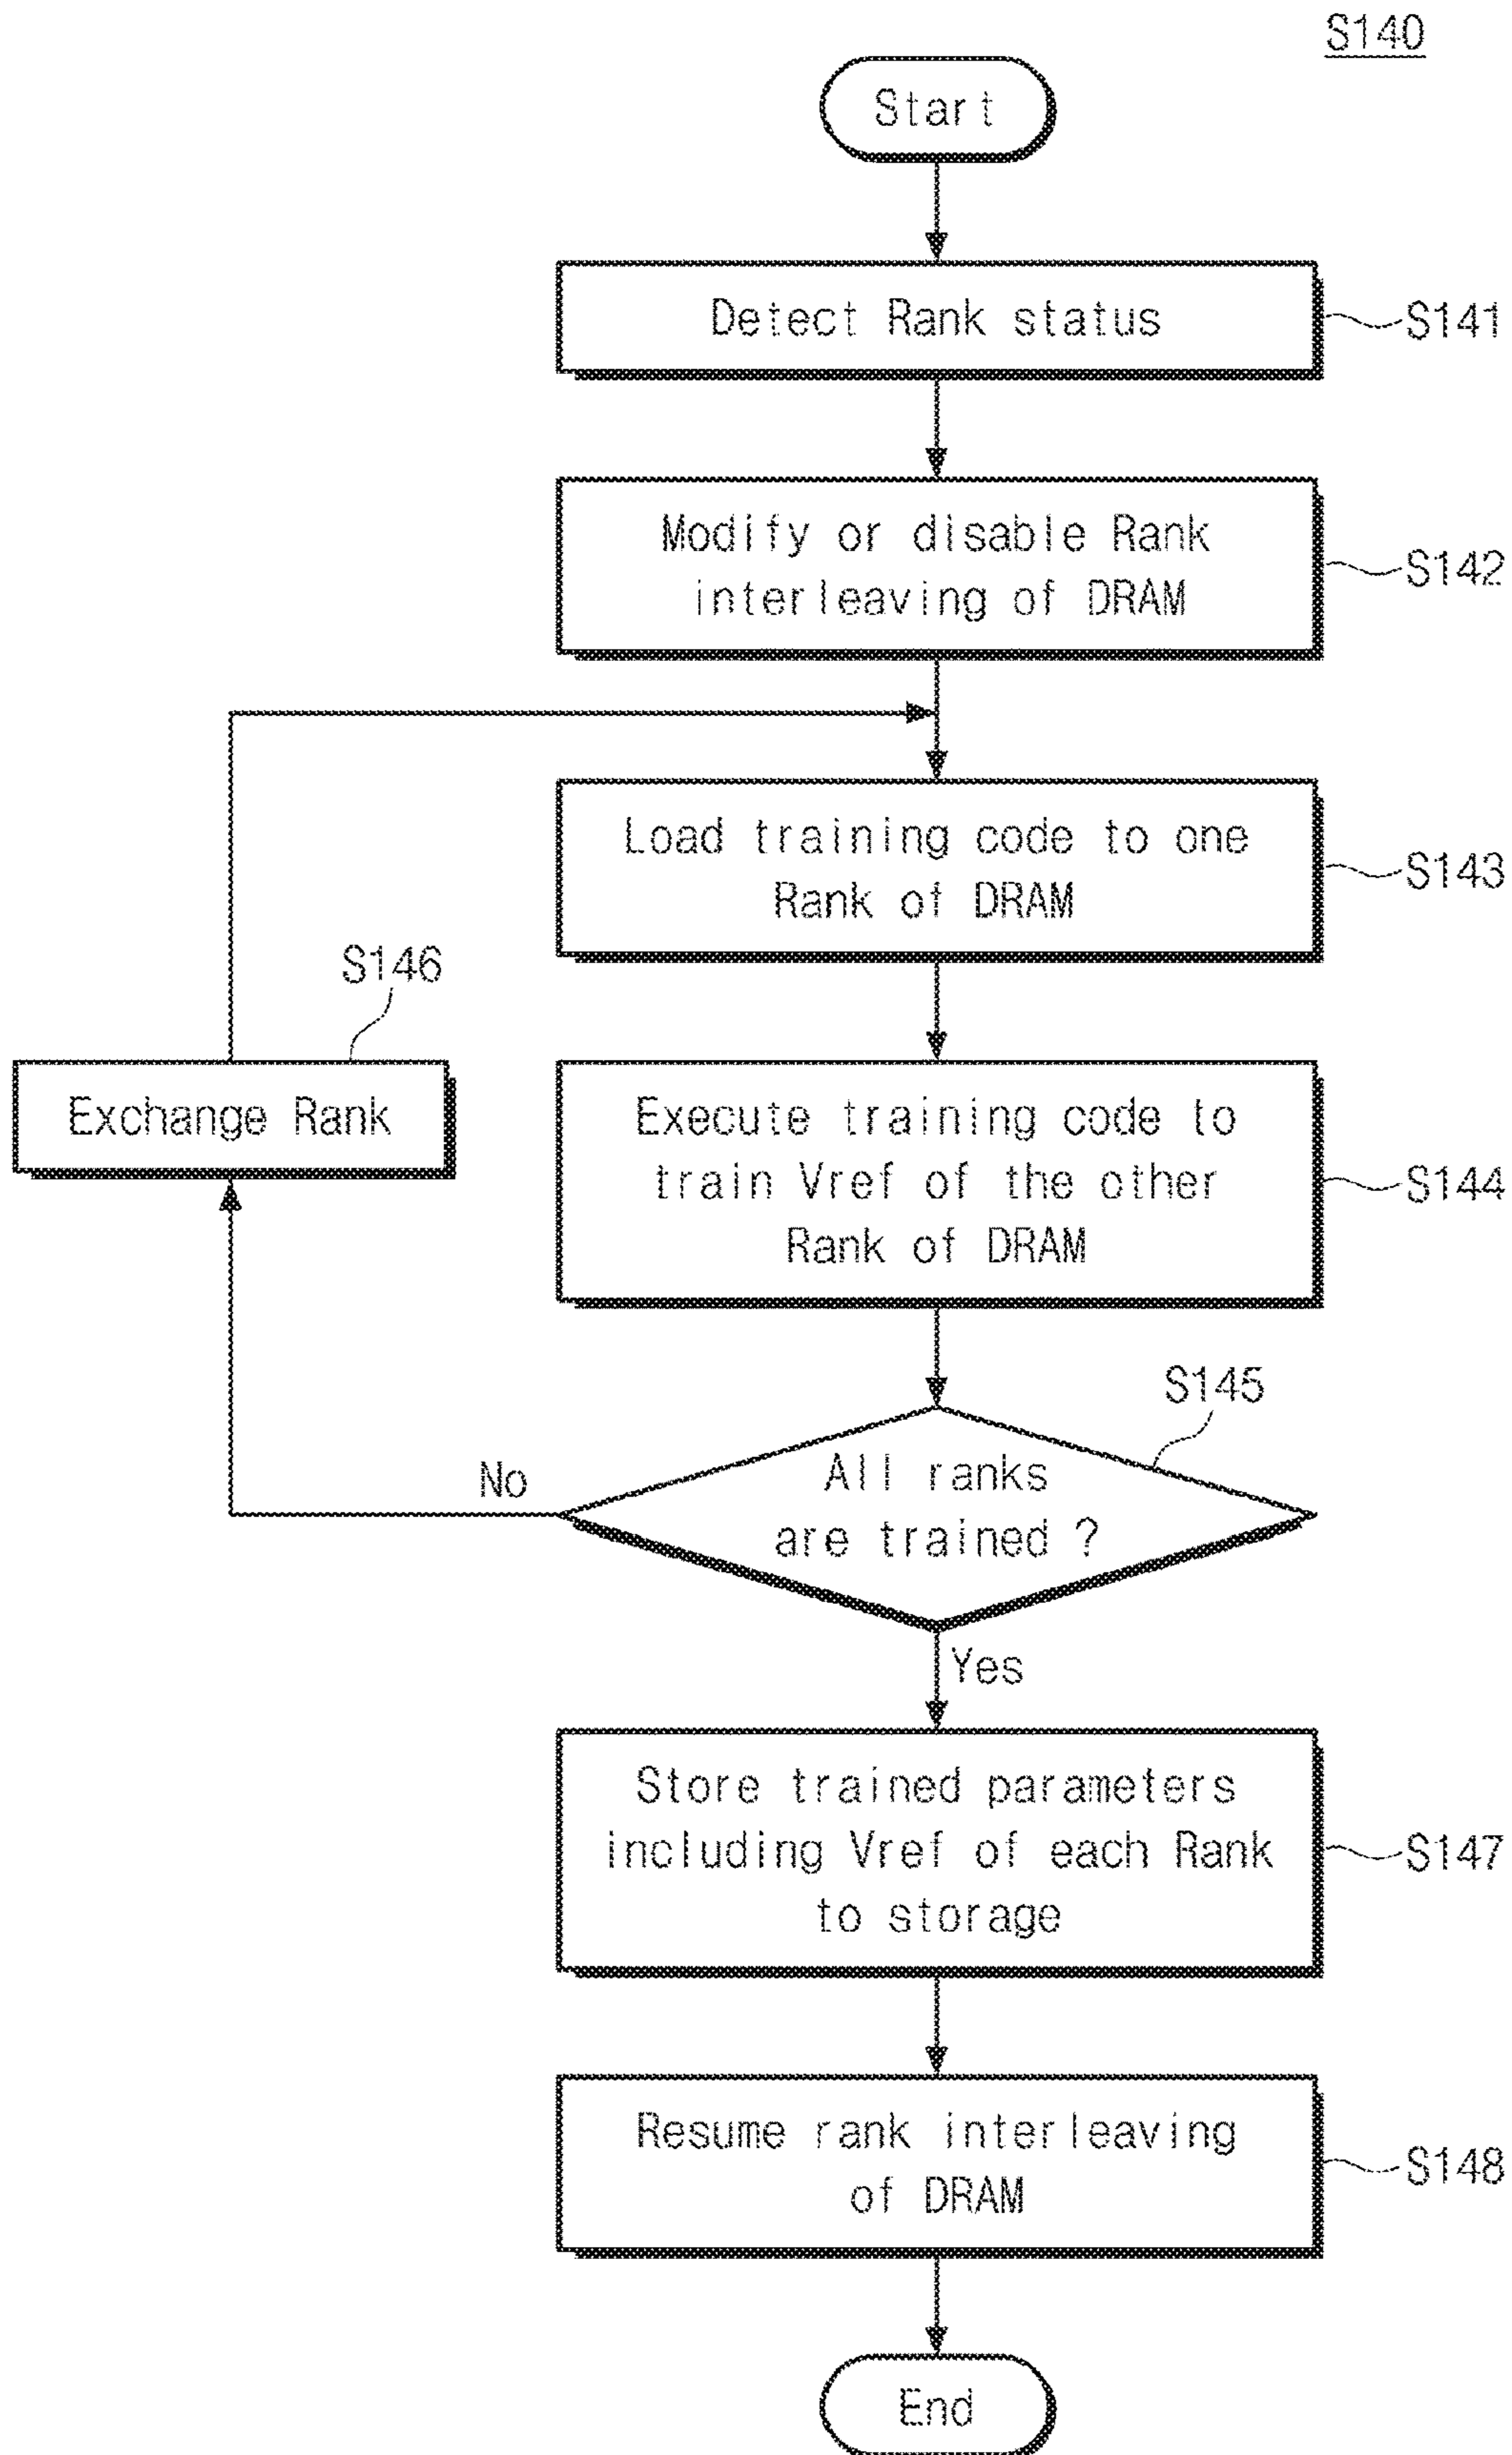 S140
Start
Detect Rank status
S141
Modify or disable Rank
interleaving of DRAM
S142
Load training code to one
Rank of DRAM
S143
S146
Exchange Rank
Execute training code to
train Vref of the other
Rank of DRAM
S144
S145
All ranks
are trained ?
No
Yes
Store trained parameters
including Vref of each Rank
to storage
S147
Resume rank interleaving
of DRAM
S148
End